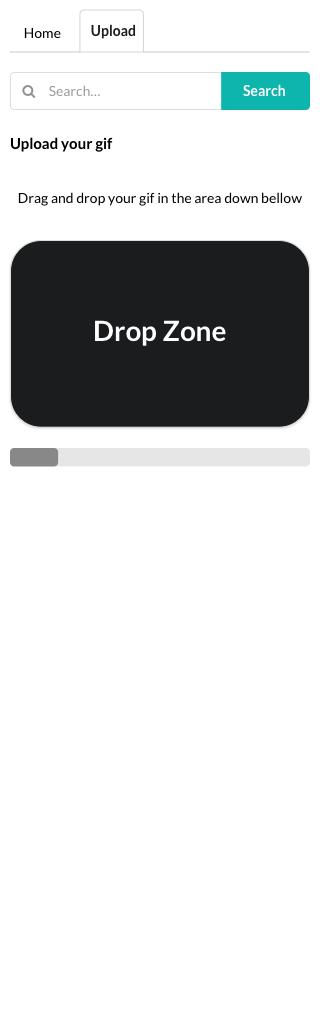 Home
Upload
Search...
Search
Upload your gif
Drag and drop your gif in the area down bellow
Drop Zone